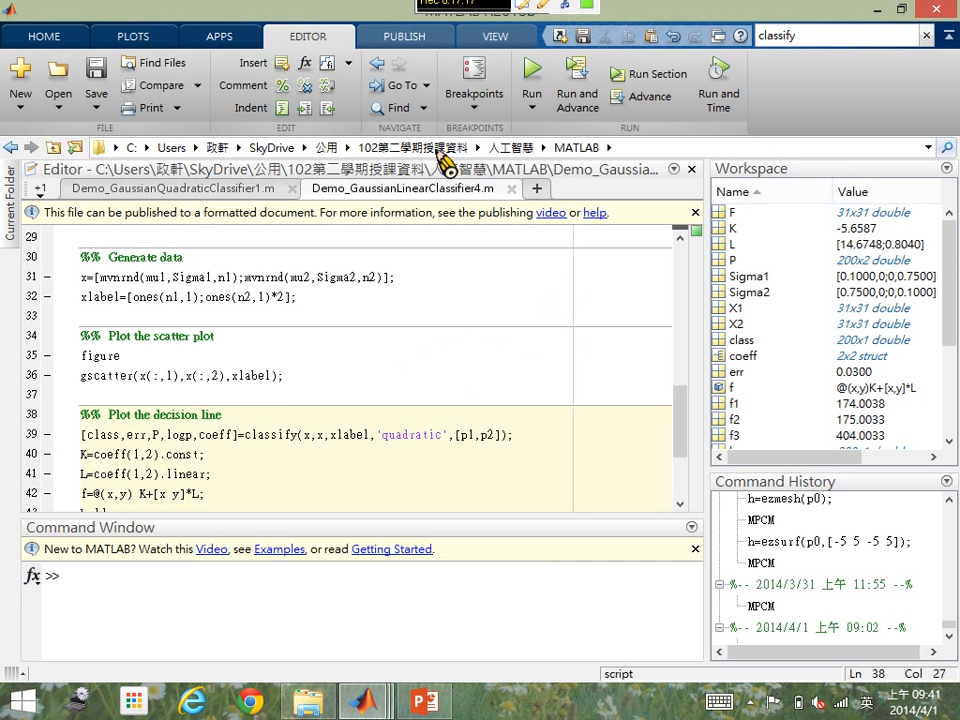 HOME PLOTS APPS EDITOR PUBLISH VIEW classify
Find Files Insert fx
Compare Comment % Go To
Print Indent Find
New Open Save Breakpoints Run Run and Advance Run Section Advance Run and Time
FILE EDIT NAVIGATE BREAKPOINTS RUN
C: Users 政軒 SkyDrive 公用 102第二學期授課資料 人工智慧 MATLAB
Current Folder
Editor - C:\Users\政軒\SkyDrive\公用\102第二學期授課資料\人工智慧\MATLAB\Demo_Gaussia...
+1 Demo_GaussianQuadraticClassifier1.m Demo_GaussianLinearClassifier4.m
This file can be published to a formatted document. For more information, see the publishing video or help.
29
30 %% Generate data
31 – x=[mvnrnd(mu1,Sigma1,n1);mvnrnd(mu2,Sigma2,n2)];
32 – xlabel=[ones(n1,1);ones(n2,1)*2];
33
34 %% Plot the scatter plot
35 – figure
36 – gscatter(x(:,1),x(:,2),xlabel);
37
38 %% Plot the decision line
39 – [class,err,P,logp,coeff]=classify(x,x,xlabel,'quadratic',[p1,p2]);
40 – K=coeff(1,2).const;
41 – L=coeff(1,2).linear;
42 – f=@(x,y) K+[x y]*L;
Command Window
New to MATLAB? Watch this Video, see Examples, or read Getting Started.
fx >>
Workspace
Name Value
F 31x31 double
K -5.6587
L [14.6748;0.8040]
P 200x2 double
Sigma1 [0.1000,0;0,0.7500]
Sigma2 [0.7500,0;0,0.1000]
X1 31x31 double
X2 31x31 double
class 200x1 double
coeff 2x2 struct
err 0.0300
f @(x,y)K+[x,y]*L
f1 174.0038
f2 175.0033
f3 404.0033
Command History
h=ezmesh(p0);
MPCM
h=ezsurf(p0,[-5 5 -5 5]);
MPCM
%-- 2014/3/31 上午 11:55 --%
MPCM
%-- 2014/4/1 上午 09:02 --%
script Ln 38 Col 27
英 上午 09:41
2014/4/1